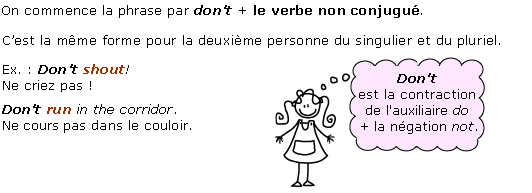 On commence la phrase par don't + le verbe non conjugué.
C'est la même forme pour la deuxième personne du singulier et du pluriel.
Ex. : Don't shout!
Ne criez pas !
Don't run in the corridor.
Ne cours pas dans le couloir.
Don't
est la contraction
de l'auxiliaire do
+ la négation not.